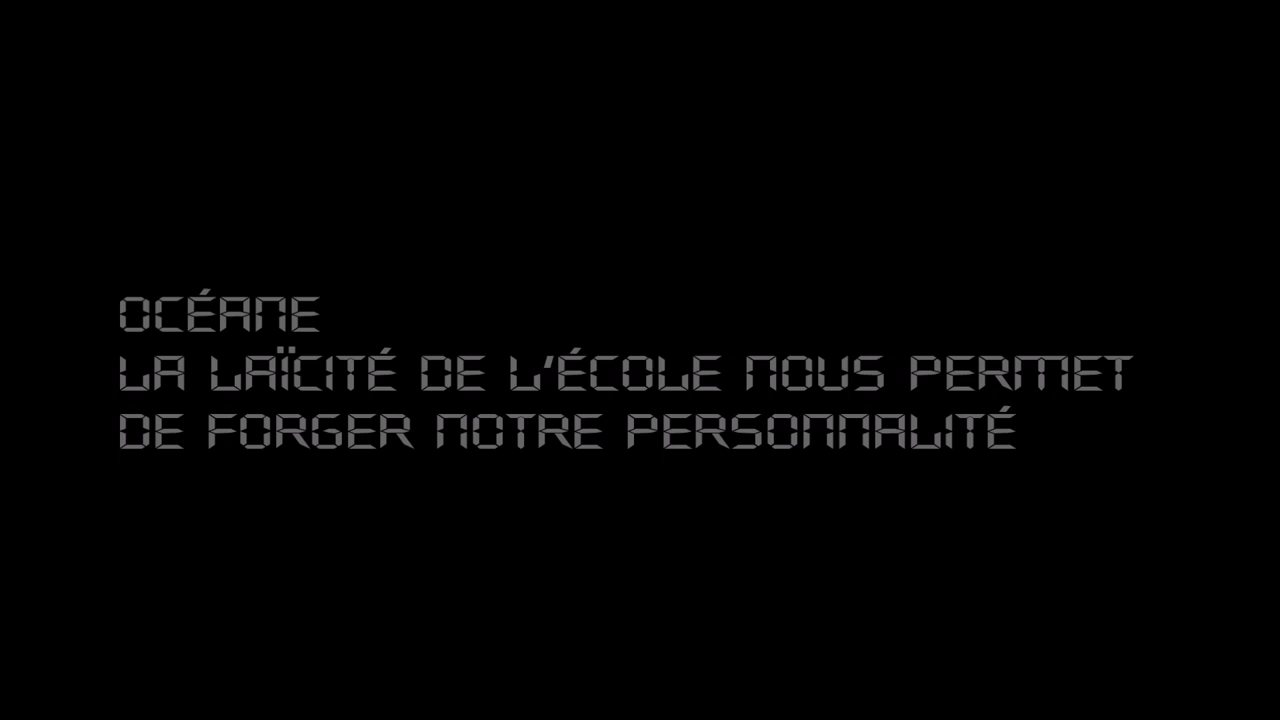 OCÉANE
LA LAÏCITÉ DE L'ÉCOLE NOUS PERMET
DE FORGER NOTRE PERSONNALITÉ